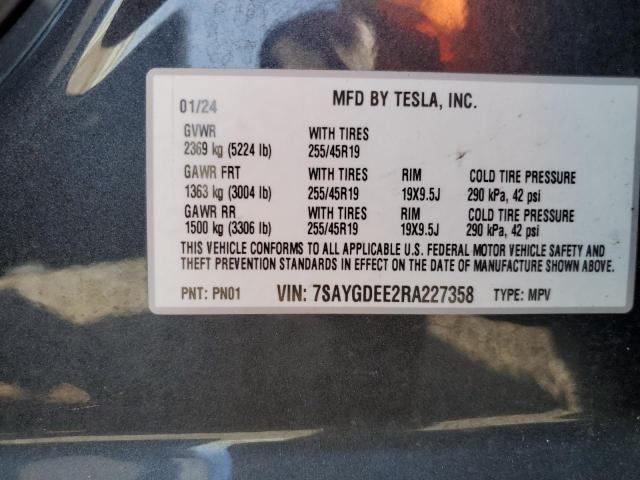 01/24 MFD BY TESLA, INC.
GVWR WITH TIRES
2369 kg (5224 lb) 255/45R19
GAWR FRT WITH TIRES RIM COLD TIRE PRESSURE
1363 kg (3004 lb) 255/45R19 19X9.5J 290 kPa, 42 psi
GAWR RR WITH TIRES RIM COLD TIRE PRESSURE
1500 kg (3306 lb) 255/45R19 19X9.5J 290 kPa, 42 psi
THIS VEHICLE CONFORMS TO ALL APPLICABLE U.S. FEDERAL MOTOR VEHICLE SAFETY AND
THEFT PREVENTION STANDARDS IN EFFECT ON THE DATE OF MANUFACTURE SHOWN ABOVE.
PNT: PN01 VIN: 7SAYGDEE2RA227358 TYPE: MPV